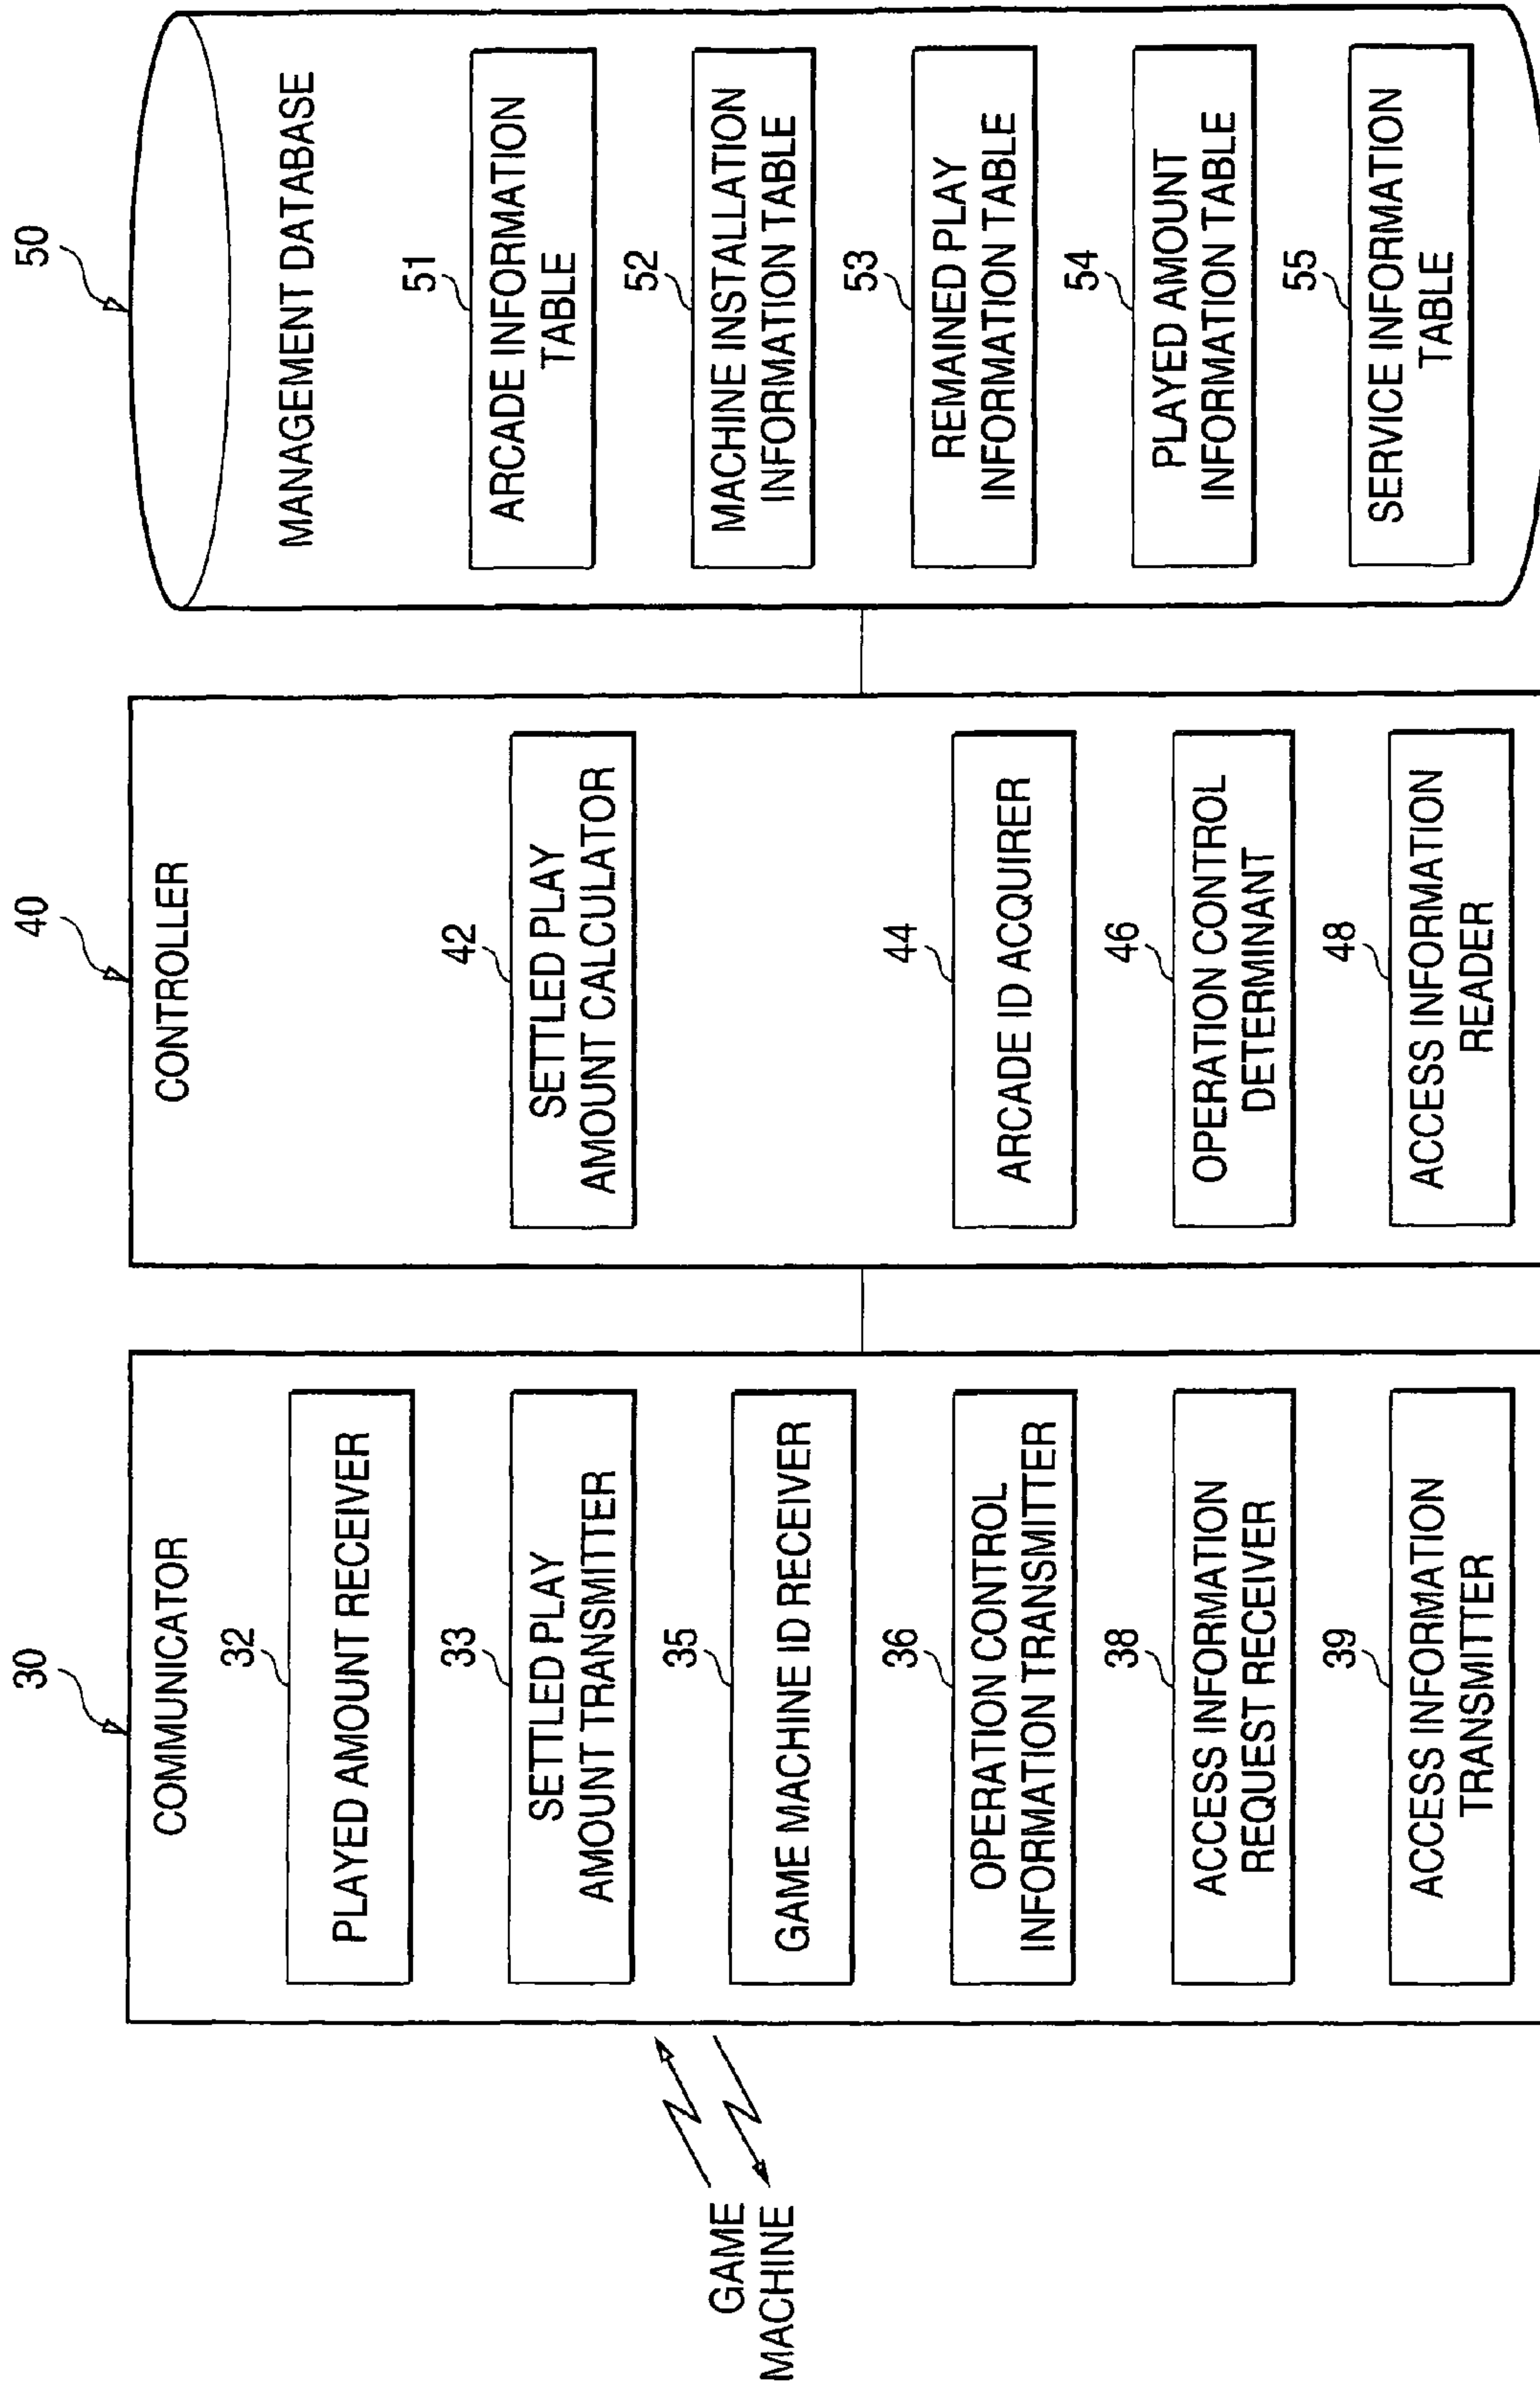 30
COMMUNICATOR
32
PLAYED AMOUNT RECEIVER
33
SETTLED PLAY
AMOUNT TRANSMITTER
35
GAME MACHINE ID RECEIVER
36
OPERATION CONTROL
INFORMATION TRANSMITTER
38
ACCESS INFORMATION
REQUEST RECEIVER
39
ACCESS INFORMATION
TRANSMITTER
GAME
MACHINE
40
CONTROLLER
42
SETTLED PLAY
AMOUNT CALCULATOR
44
ARCADE ID ACQUIRER
46
OPERATION CONTROL
DETERMINANT
48
ACCESS INFORMATION
READER
50
MANAGEMENT DATABASE
51
ARCADE INFORMATION
TABLE
52
MACHINE INSTALLATION
INFORMATION TABLE
53
REMAINED PLAY
INFORMATION TABLE
54
PLAYED AMOUNT
INFORMATION TABLE
55
SERVICE INFORMATION
TABLE